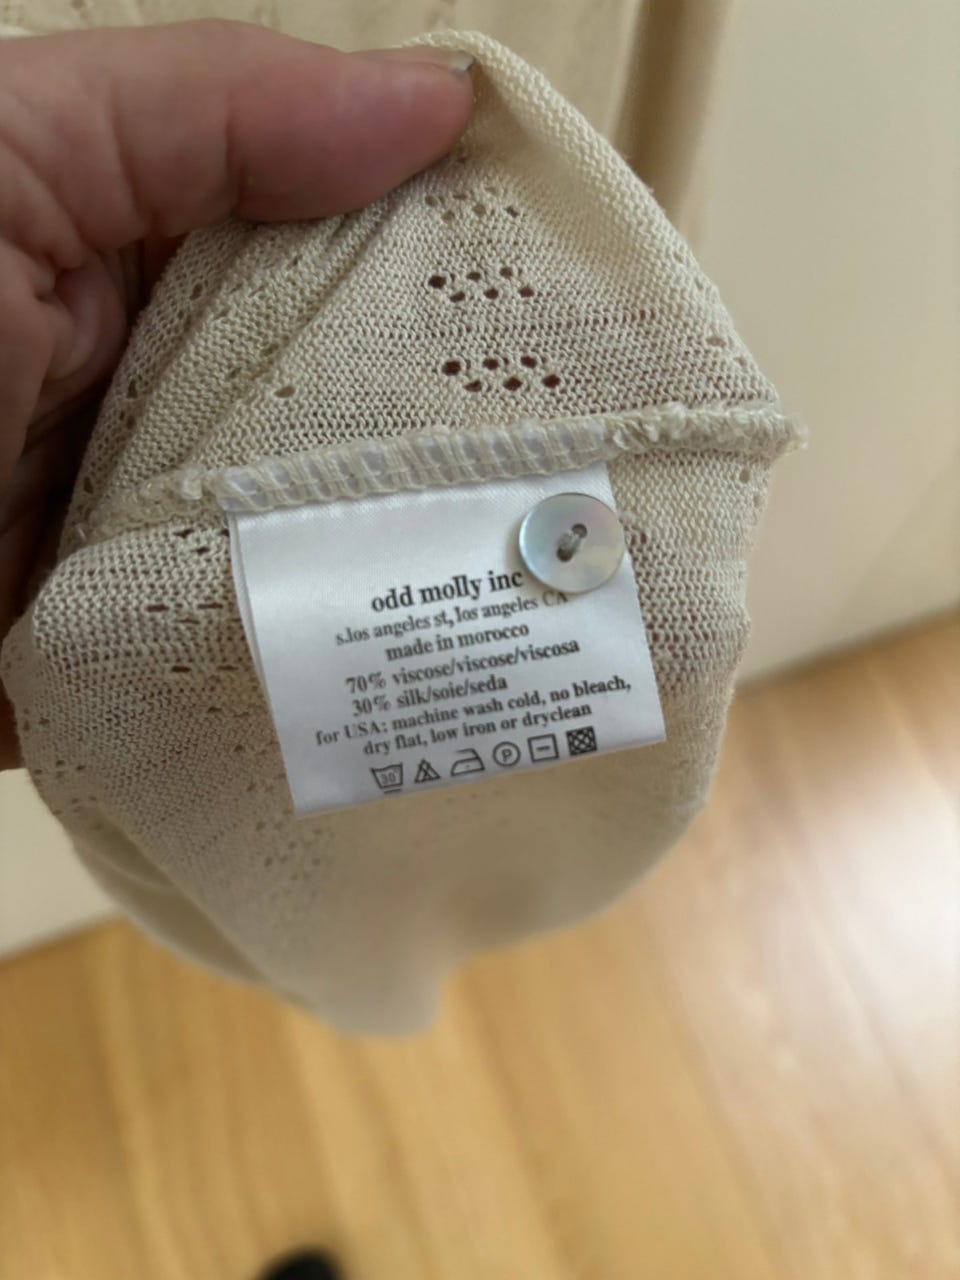 odd molly inc
s.los angeles st, los angeles CA
made in morocco
70% viscose/viscose/viscosa
30% silk/soie/seda
for USA: machine wash cold, no bleach,
dry flat, low iron or dryclean
30° P